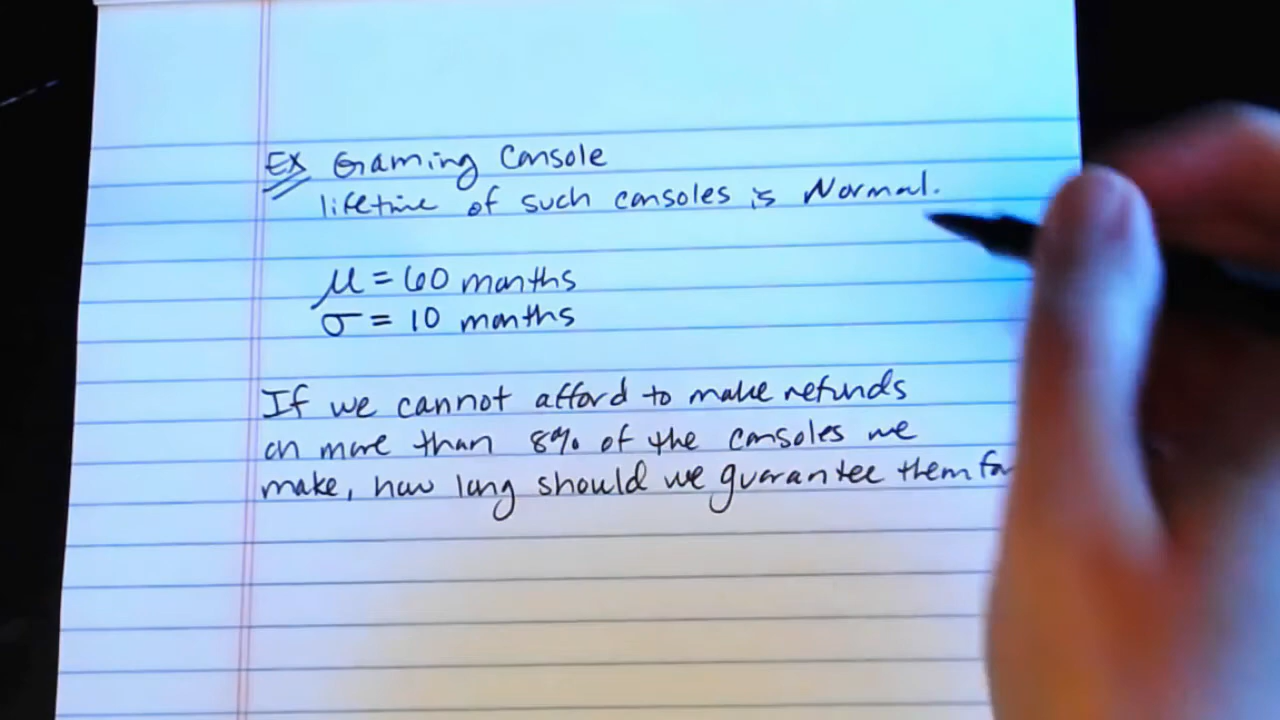 Ex Gaming Console
lifetime of such consoles is Normal.
μ = 60 months
σ = 10 months
If we cannot afford to make refunds
on more than 8% of the consoles we
make, how long should we guarantee them for